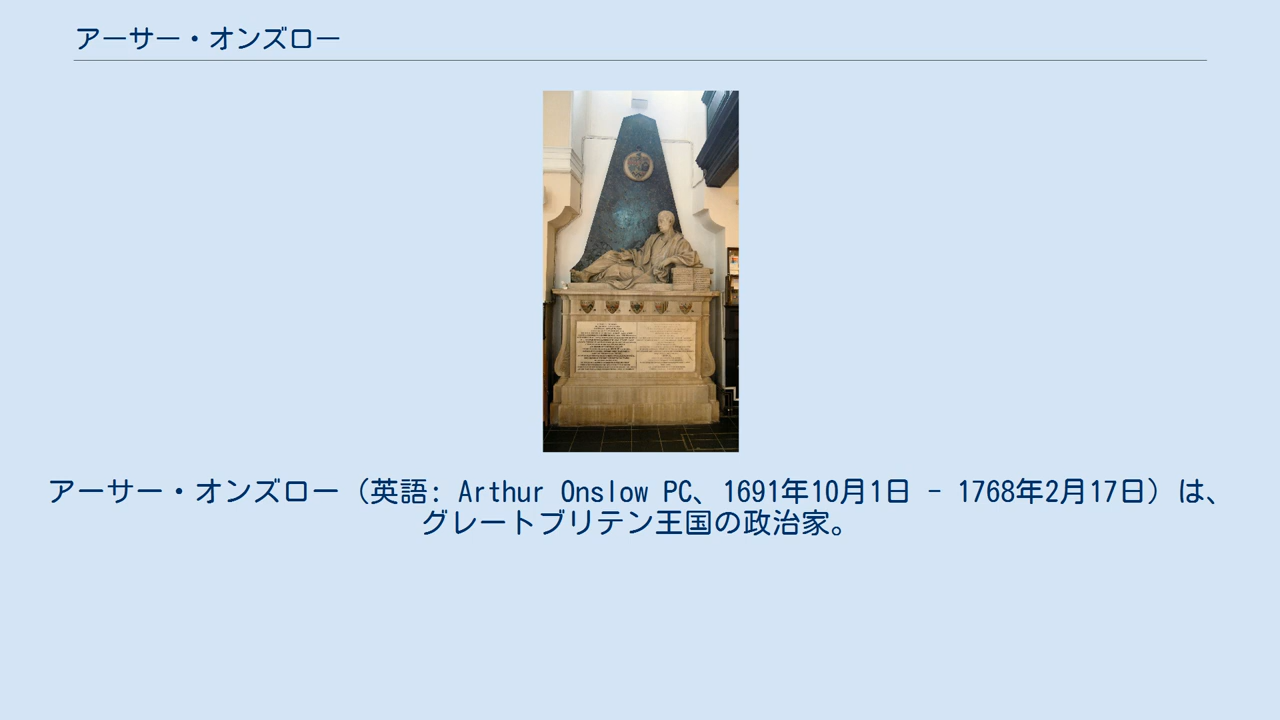 アーサー・オンズロー
アーサー・オンズロー（英語: Arthur Onslow PC、1691年10月1日 - 1768年2月17日）は、
グレートブリテン王国の政治家。